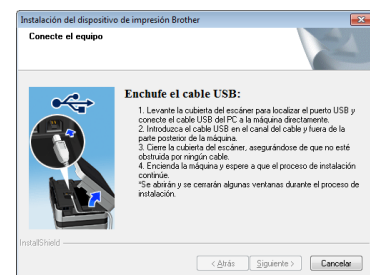 Instalación del dispositivo de impresión Brother
Conecte el equipo
Enchufe el cable USB:
1. Levante la cubierta del escáner para localizar el puerto USB y
conecte el cable USB del PC a la máquina directamente.
2. Introduzca el cable USB en el canal del cable y fuera de la
parte posterior de la máquina.
3. Cierre la cubierta del escáner, asegurándose de que no esté
obstruida por ningún cable.
4. Encienda la máquina y espere a que el proceso de instalación
continúe.
*Se abrirán y se cerrarán algunas ventanas durante el proceso de
instalación.
InstallShield
< Atrás
Siguiente >
Cancelar